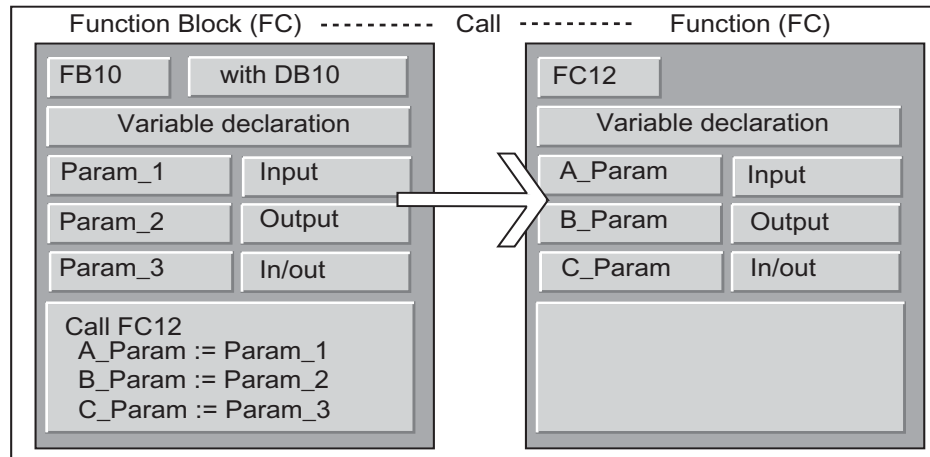 Function Block (FC) ----------- Call ----------- Function (FC)
FB10 with DB10
Variable declaration
Param_1 Input
Param_2 Output
Param_3 In/out
Call FC12
A_Param := Param_1
B_Param := Param_2
C_Param := Param_3
FC12
Variable declaration
A_Param Input
B_Param Output
C_Param In/out